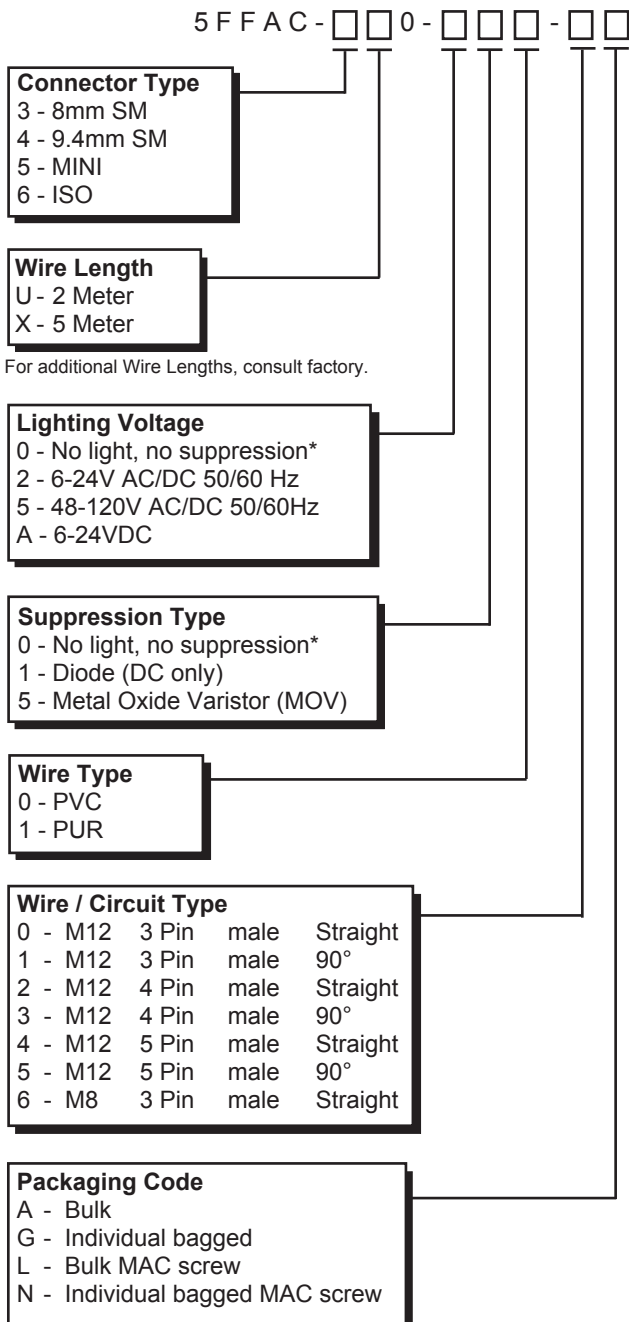 5 F F A C - □ □ 0 - □ □ □ - □ □
Connector Type
3 - 8mm SM
4 - 9.4mm SM
5 - MINI
6 - ISO
Wire Length
U - 2 Meter
X - 5 Meter
For additional Wire Lengths, consult factory.
Lighting Voltage
0 - No light, no suppression*
2 - 6-24V AC/DC 50/60 Hz
5 - 48-120V AC/DC 50/60Hz
A - 6-24VDC
Suppression Type
0 - No light, no suppression*
1 - Diode (DC only)
5 - Metal Oxide Varistor (MOV)
Wire Type
0 - PVC
1 - PUR
Wire / Circuit Type
0 - M12 3 Pin male Straight
1 - M12 3 Pin male 90°
2 - M12 4 Pin male Straight
3 - M12 4 Pin male 90°
4 - M12 5 Pin male Straight
5 - M12 5 Pin male 90°
6 - M8 3 Pin male Straight
Packaging Code
A - Bulk
G - Individual bagged
L - Bulk MAC screw
N - Individual bagged MAC screw